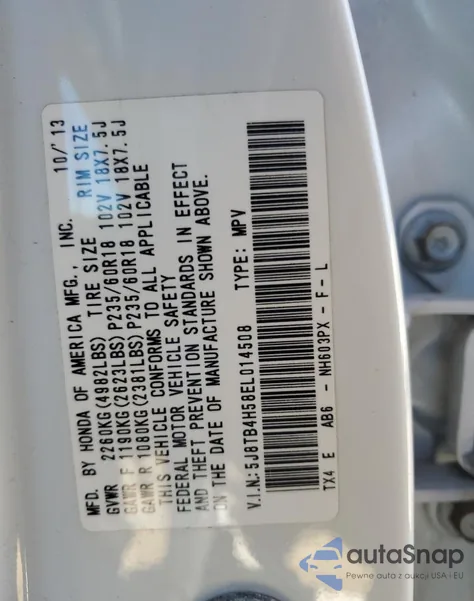 MFD. BY HONDA OF AMERICA MFG., INC. 10/'13
GVWR 2260KG(4982LBS) TIRE SIZE RIM SIZE
GAWR F 1190KG(2623LBS) P235/60R18 102V 18X7.5J
GAWR R 1080KG(2381LBS) P235/60R18 102V 18X7.5J
THIS VEHICLE CONFORMS TO ALL APPLICABLE
FEDERAL MOTOR VEHICLE SAFETY
AND THEFT PREVENTION STANDARDS IN EFFECT
ON THE DATE OF MANUFACTURE SHOWN ABOVE.
V.I.N.: 5J8TB4H58EL014508 TYPE: MPV
TX4 E AB6 - NH603PX - F - L
autoSnap
Pewne auta z aukcji USA i EU